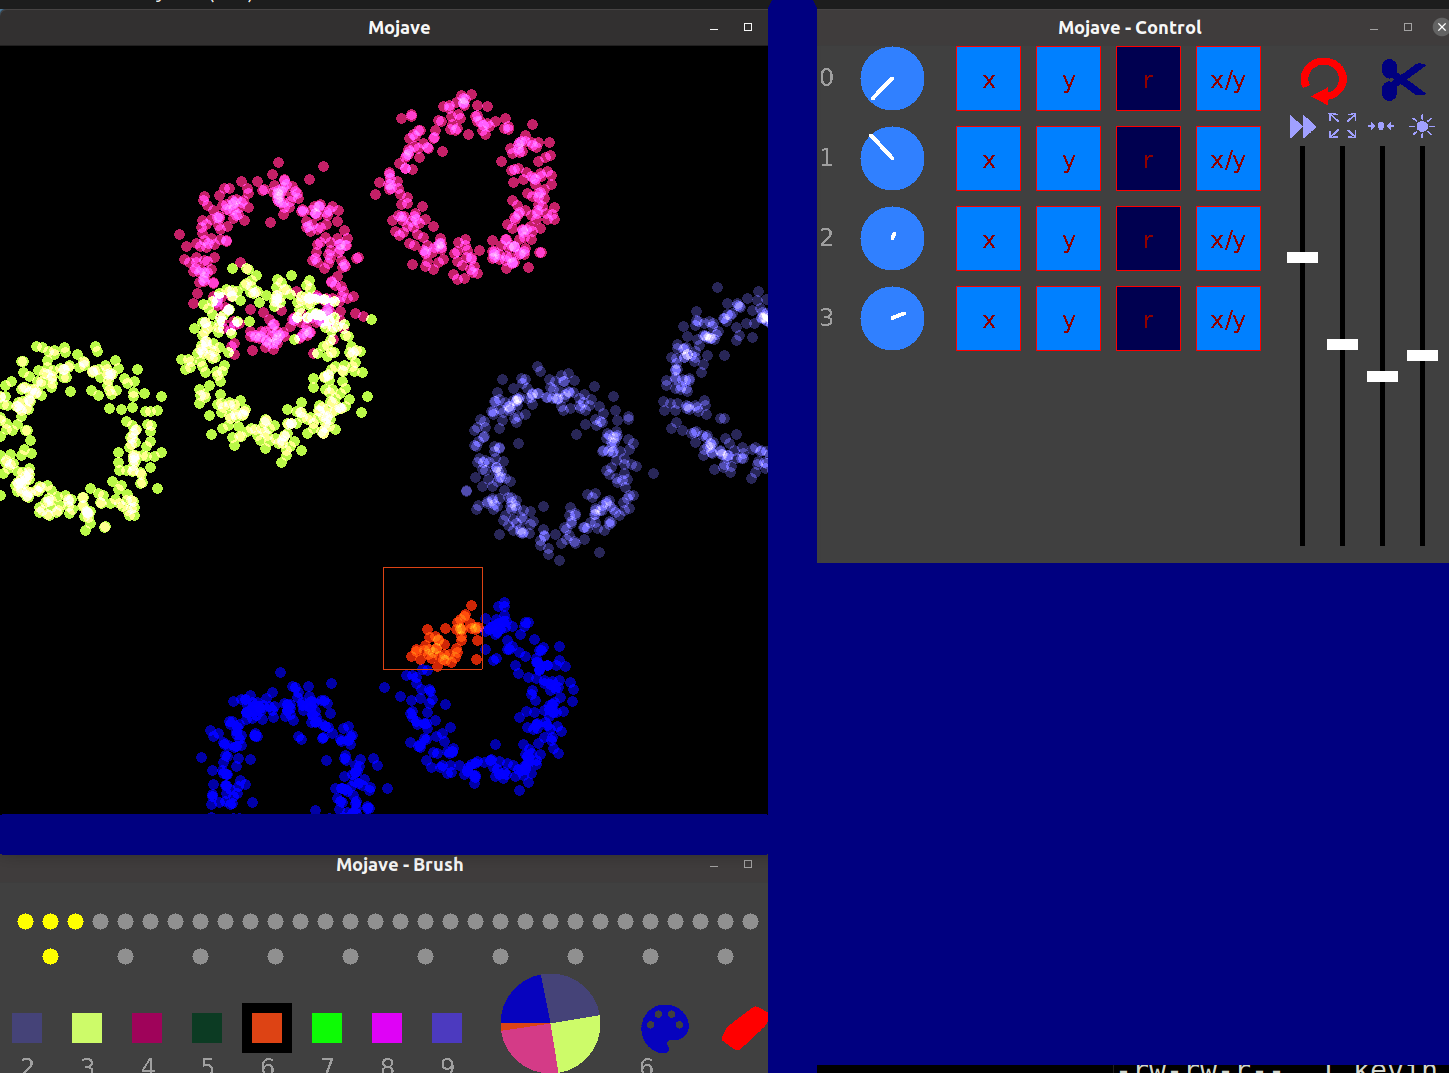 Mojave
Mojave - Control
0 x y r x/y
1 x y r x/y
2 x y r x/y
3 x y r x/y
Mojave - Brush
2 3 4 5 6 7 8 9 6
-rw-rw-r-- 1 kevin